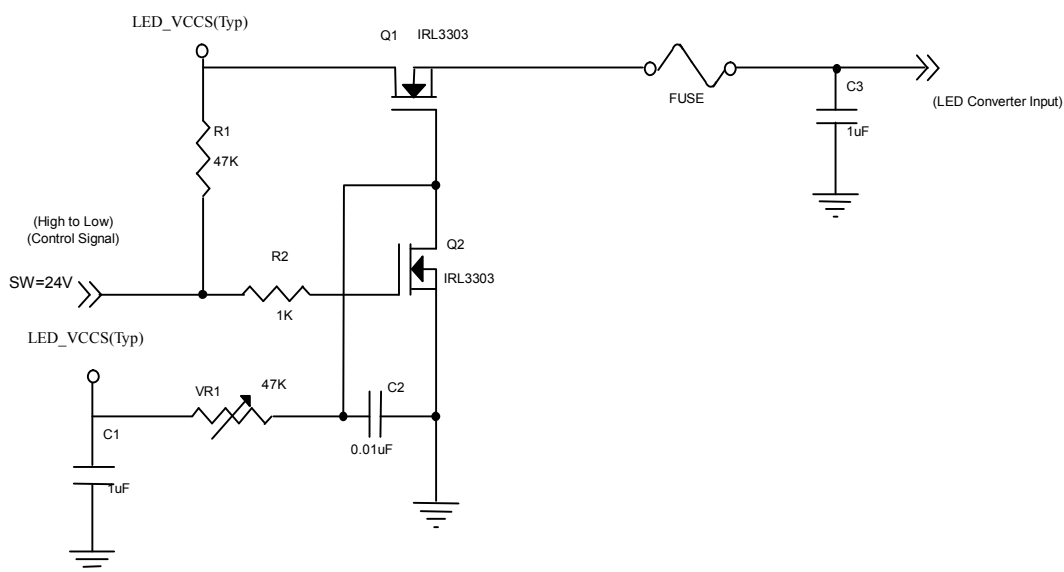 LED_VCCS(Typ)
Q1
IRL3303
FUSE
C3
1uF
(LED Converter Input)
R1
47K
(High to Low)
(Control Signal)
SW=24V
R2
1K
Q2
IRL3303
LED_VCCS(Typ)
VR1
47K
C2
0.01uF
C1
1uF